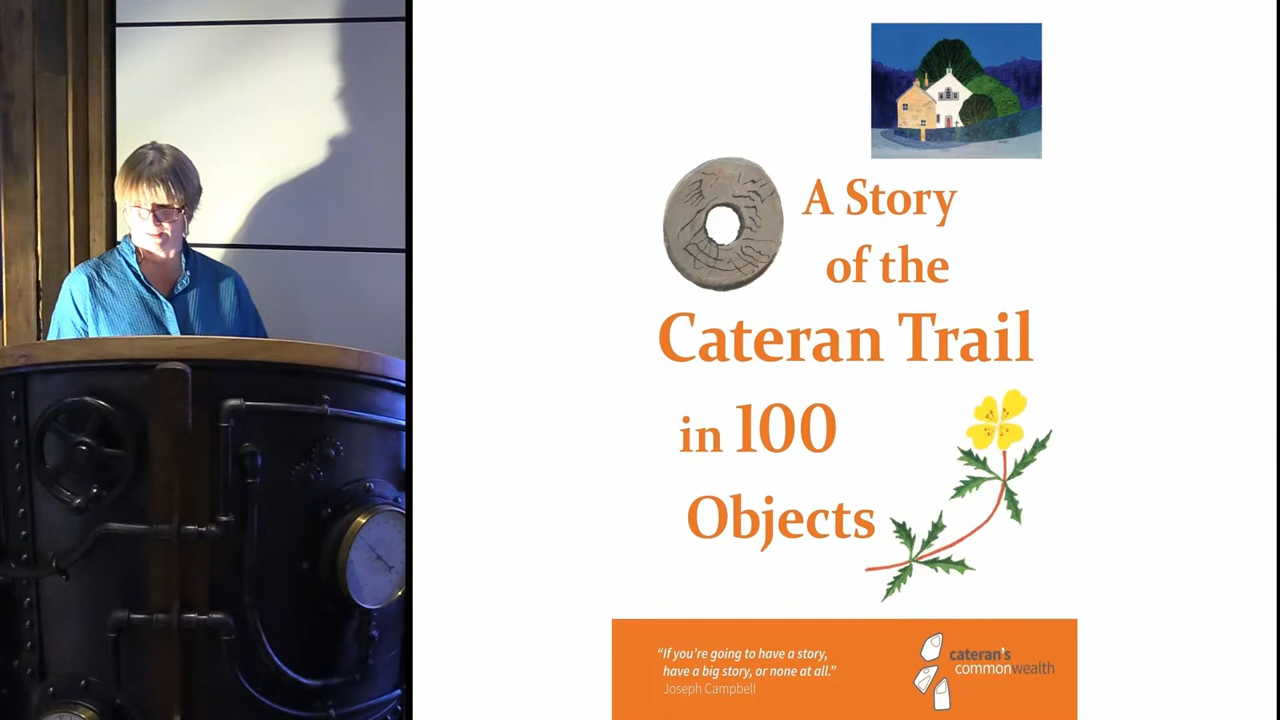 A Story
of the
Cateran Trail
in 100
Objects
“If you’re going to have a story,
have a big story, or none at all.”
Joseph Campbell
cateran’s
commonwealth